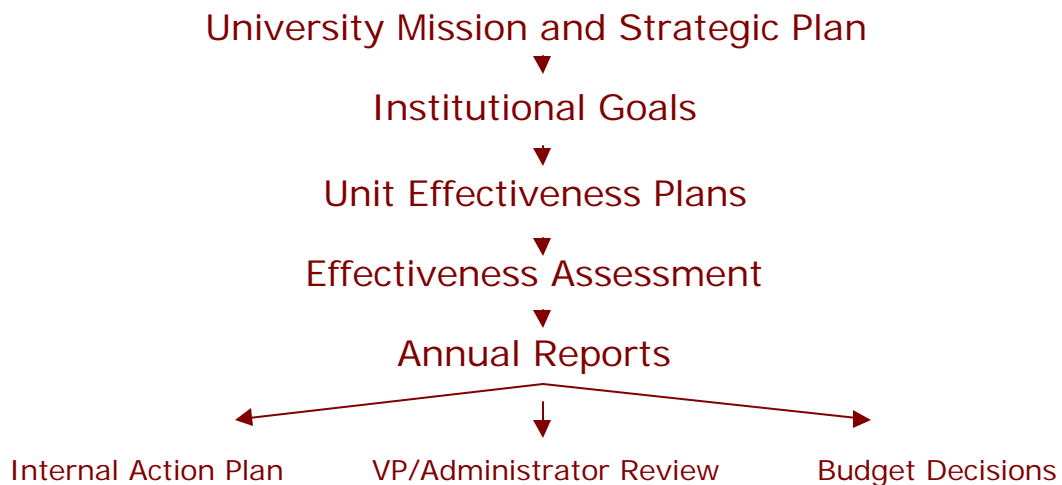 University Mission and Strategic Plan
Institutional Goals
Unit Effectiveness Plans
Effectiveness Assessment
Annual Reports
Internal Action Plan VP/Administrator Review Budget Decisions